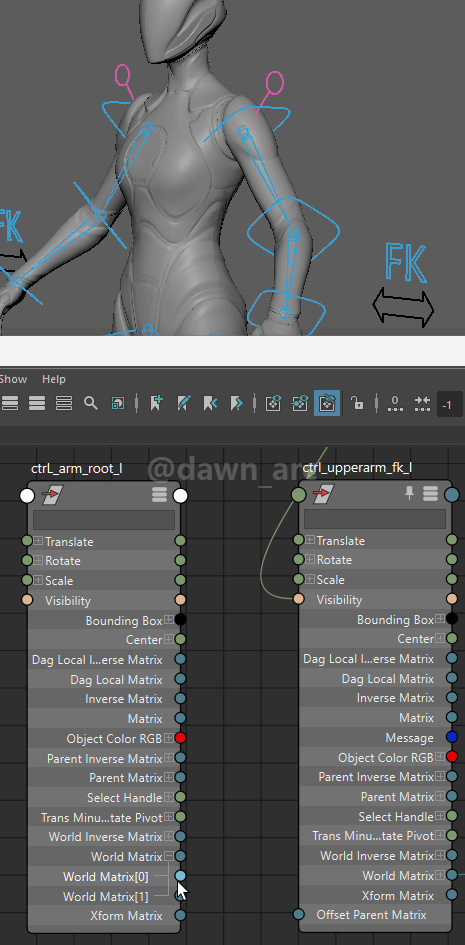 FK
FK
Show Help
0
-1
@dawn_ar
ctrl_arm_root_l
ctrl_upperarm_fk_l
Translate
Rotate
Scale
Visibility
Bounding Box
Center
Dag Local I...erse Matrix
Dag Local Matrix
Inverse Matrix
Matrix
Object Color RGB
Parent Inverse Matrix
Parent Matrix
Select Handle
Trans Minu...tate Pivot
World Inverse Matrix
World Matrix
World Matrix[0]
World Matrix[1]
Xform Matrix
Translate
Rotate
Scale
Visibility
Bounding Box
Center
Dag Local I...erse Matrix
Dag Local Matrix
Inverse Matrix
Matrix
Message
Object Color RGB
Parent Inverse Matrix
Parent Matrix
Select Handle
Trans Minu...tate Pivot
World Inverse Matrix
World Matrix
Xform Matrix
Offset Parent Matrix